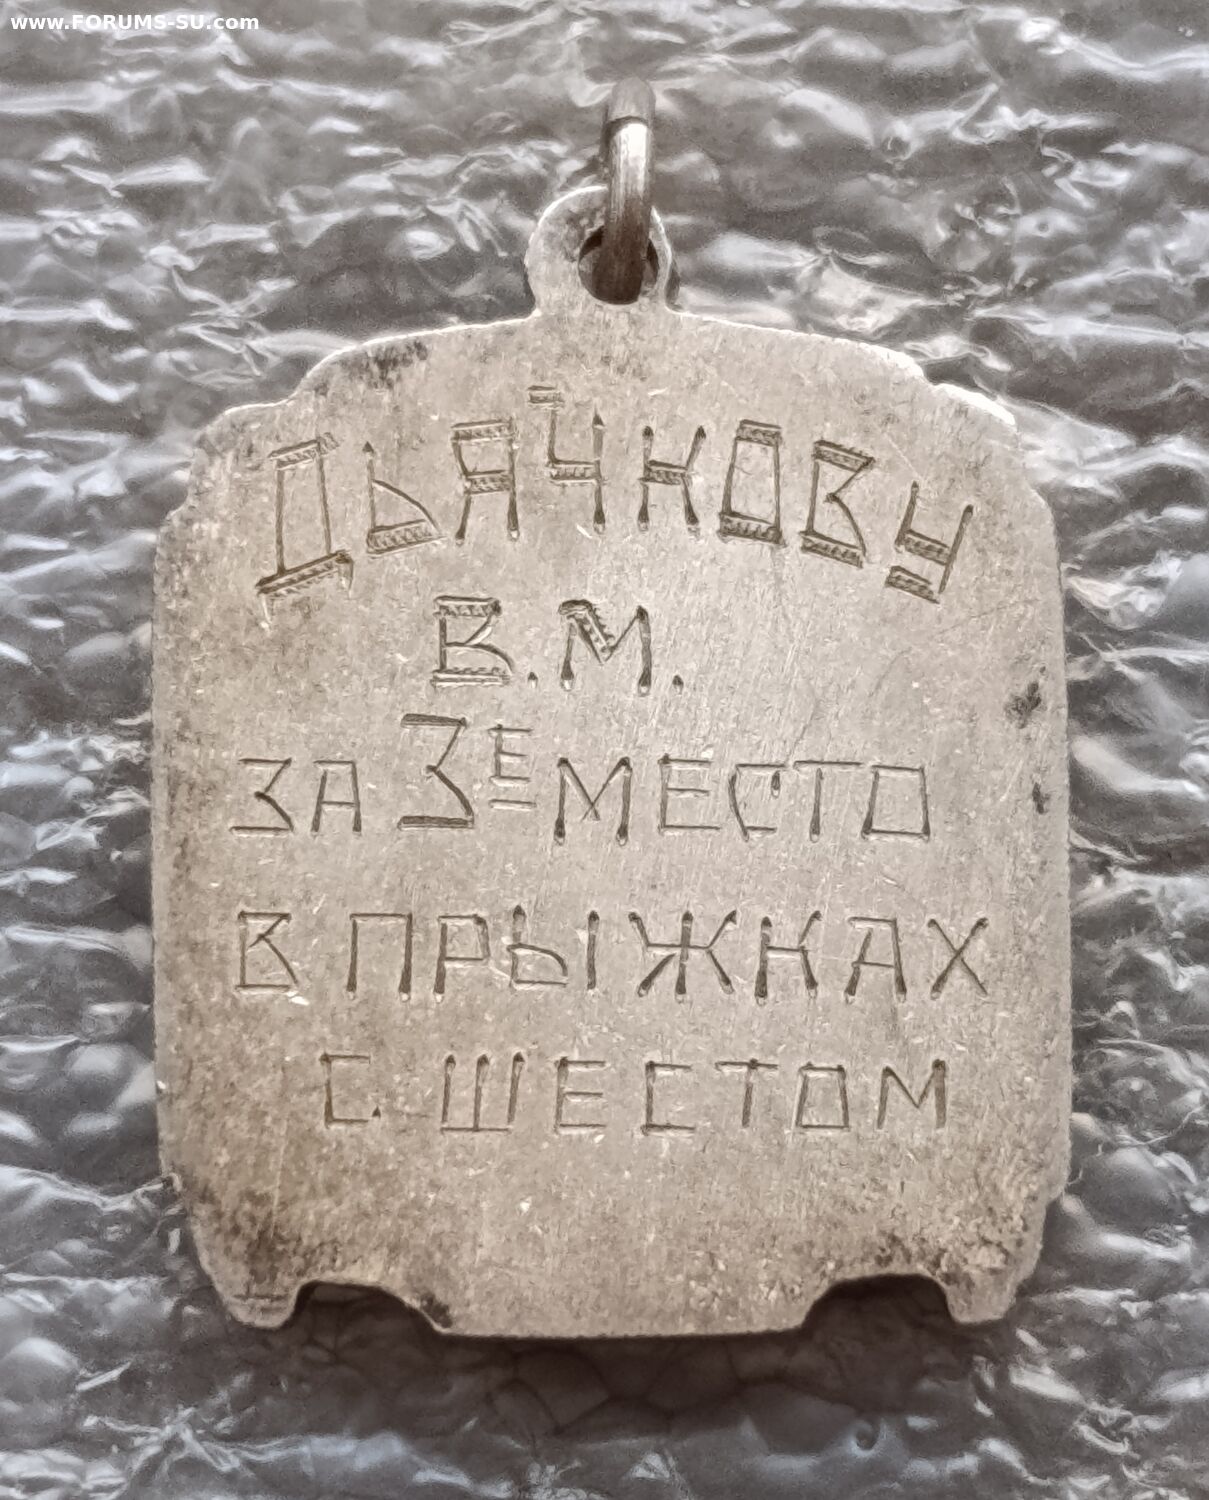 www.FORUMS-SU.com
ДЬЯЧКОВУ
В.М.
ЗА 3Е МЕСТО
В ПРЫЖКАХ
С ШЕСТОМ